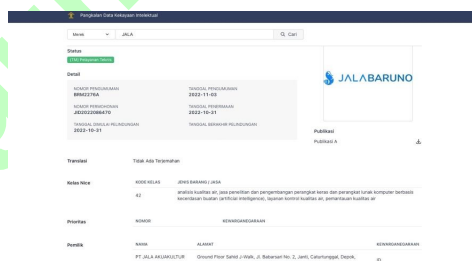 Pangkalan Data Kekayaan Intelektual
Merek JALA Cari
Status
(TM) Pelayanan Teknis
JALABARUNO
Detail
NOMOR PENGUMUMAN TANGGAL PENGUMUMAN
BRM2276A 2022-11-03
NOMOR PERMOHONAN TANGGAL PENERIMAAN
JID2022086470 2022-10-31
TANGGAL DIMULAI PELINDUNGAN TANGGAL BERAKHIR PELINDUNGAN
2022-10-31
Publikasi
Publikasi A
Translasi Tidak Ada Terjemahan
Kelas Nice KODE KELAS JENIS BARANG / JASA
42 analisis kualitas air, jasa penelitian dan pengembangan perangkat keras dan perangkat lunak komputer berbasis
kecerdasan buatan (artificial intelligence), layanan kontrol kualitas air, pemantauan kualitas air
Prioritas NOMOR KEWARGANEGARAAN
Pemilik NAMA ALAMAT KEWARGANEGARAAN
PT JALA AKUAKULTUR Ground Floor Sahid J-Walk, Jl. Babarsari No. 2, Janti, Caturtunggal, Depok, ID